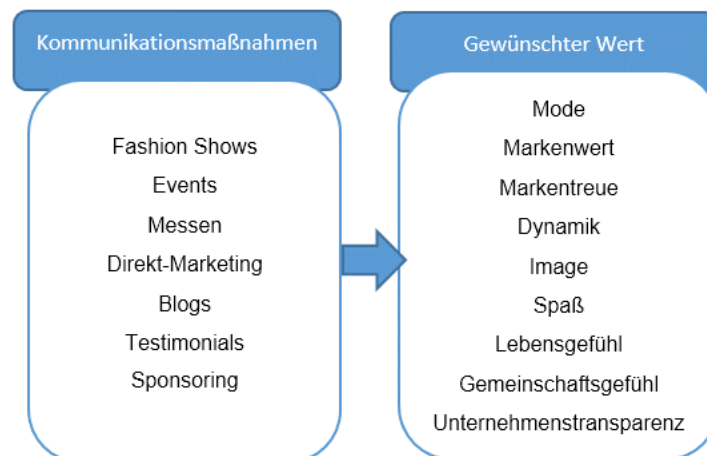 Kommunikationsmaßnahmen
Fashion Shows
Events
Messen
Direkt-Marketing
Blogs
Testimonials
Sponsoring
Gewünschter Wert
Mode
Markenwert
Markentreue
Dynamik
Image
Spaß
Lebensgefühl
Gemeinschaftsgefühl
Unternehmenstransparenz